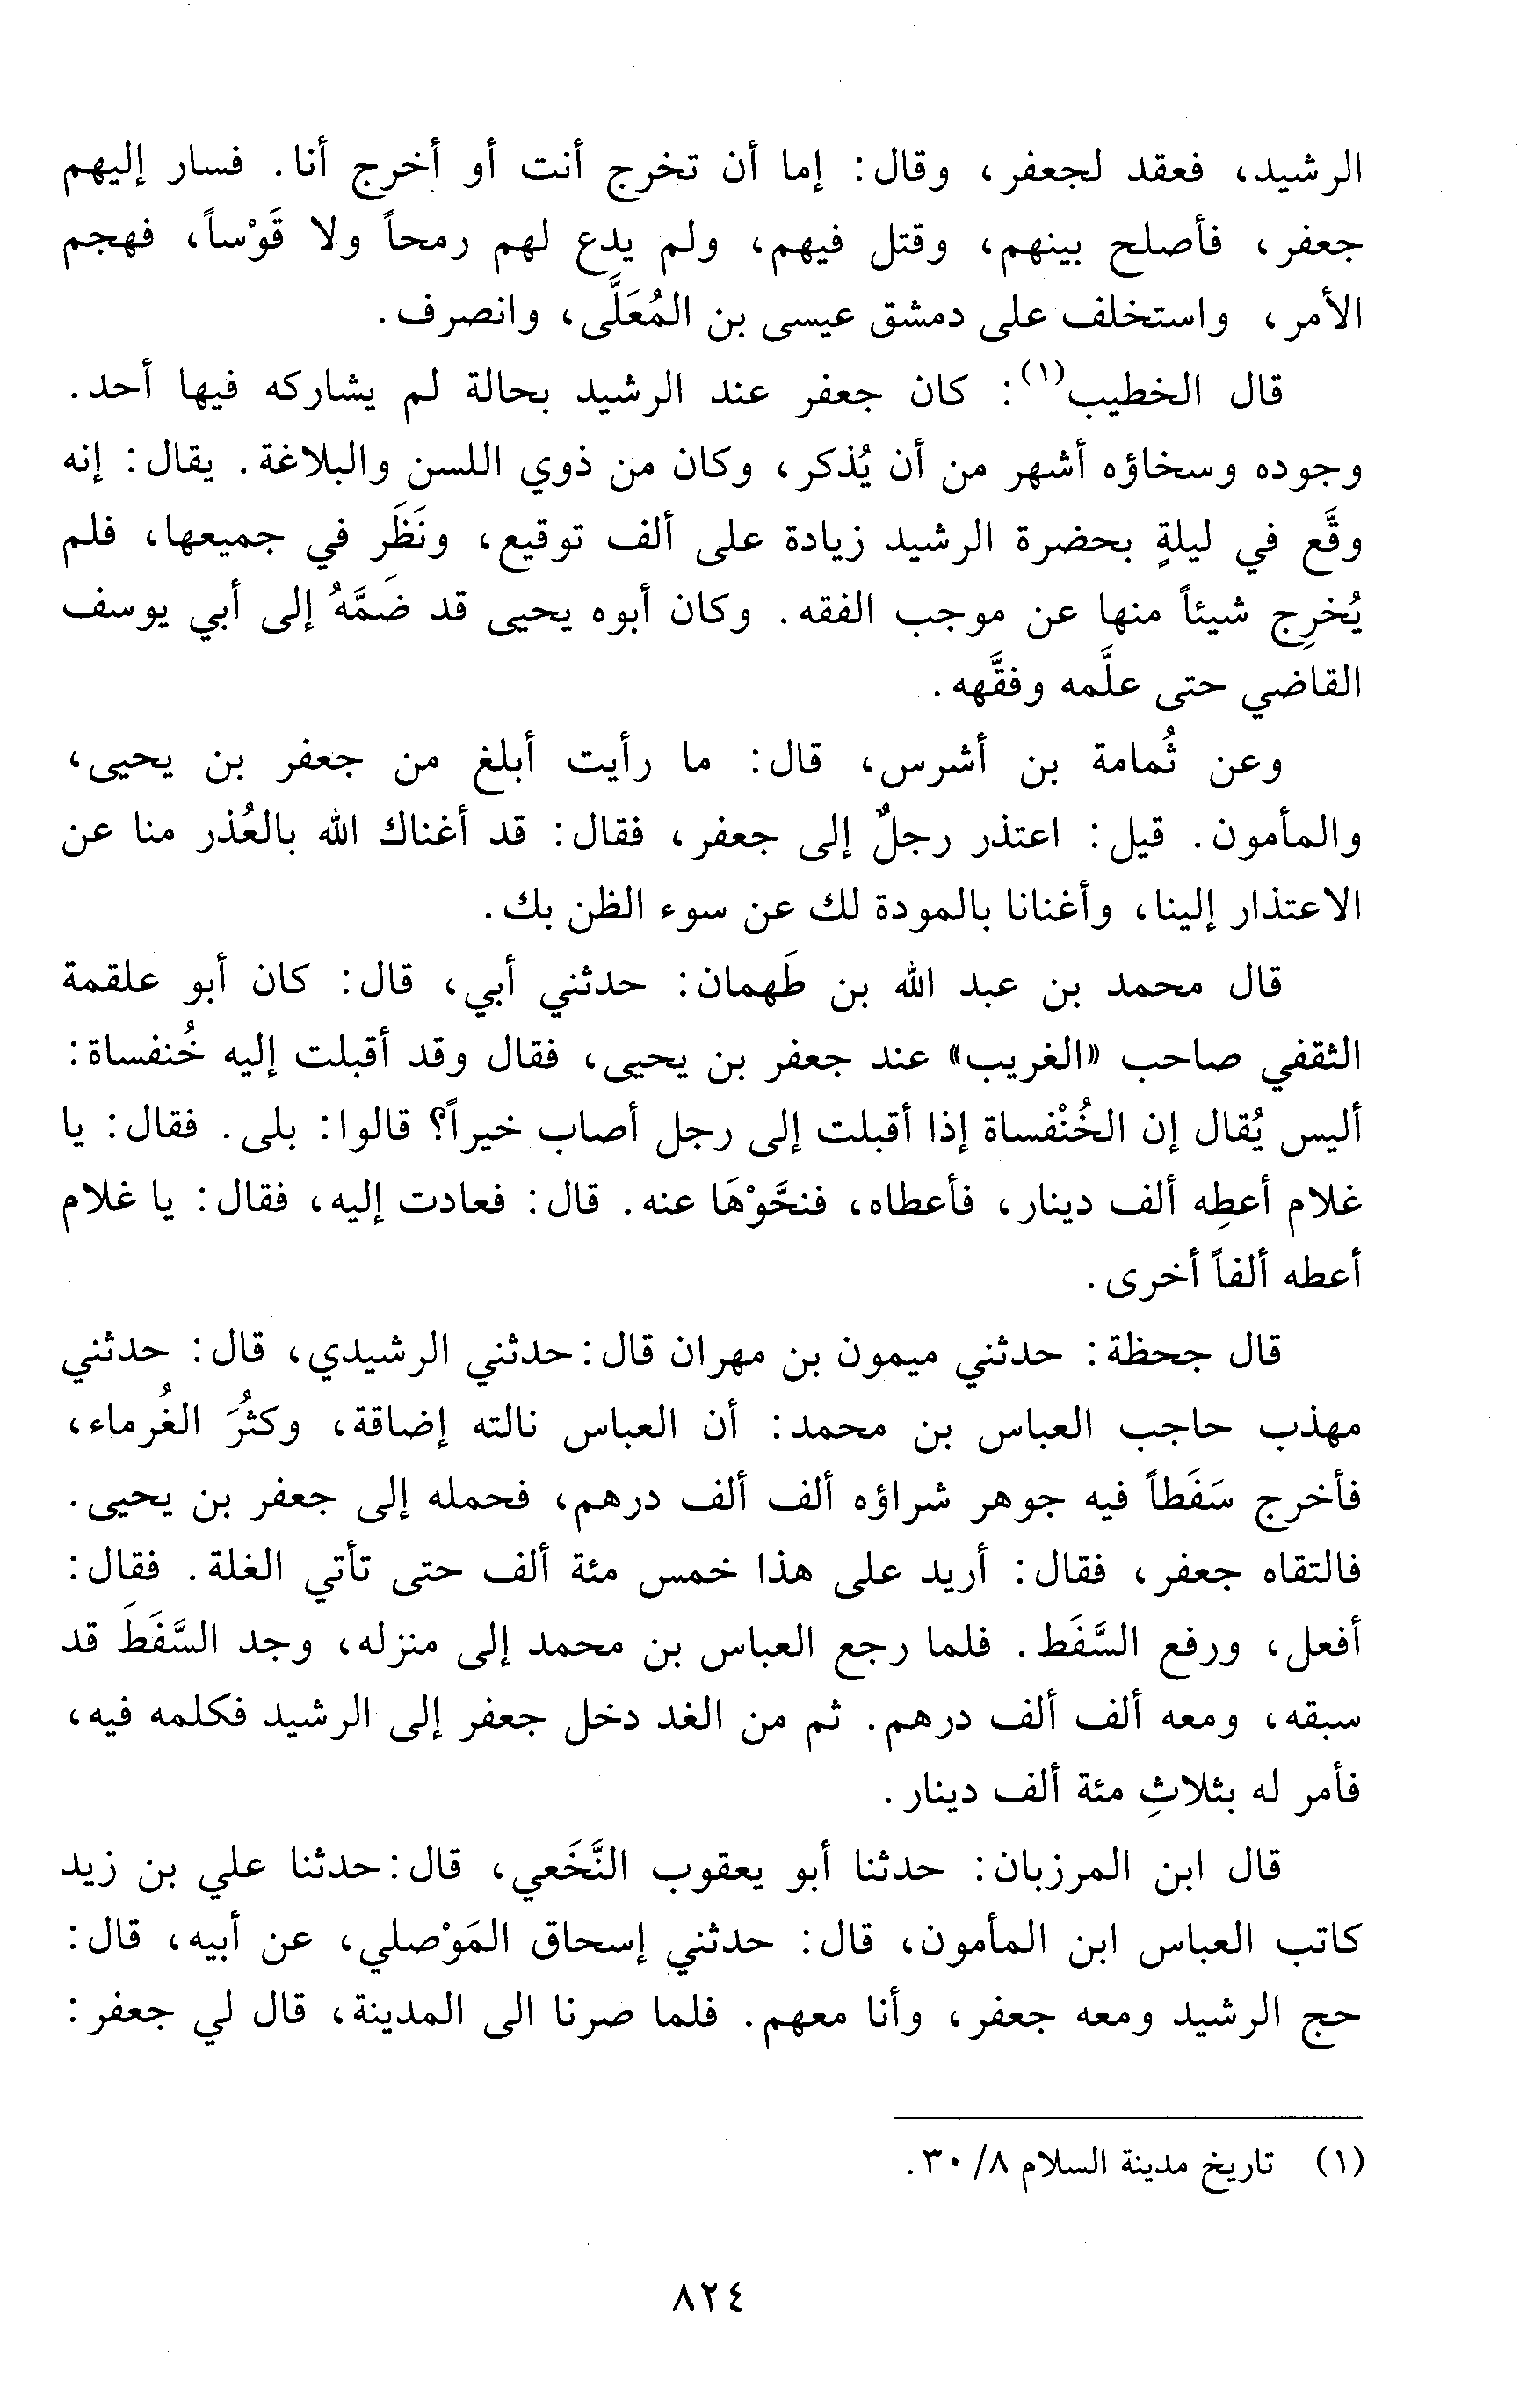 الرشيد، فعقد لجعفر، وقال: إما أن تخرج أنت أو أخرج أنا. فسار إليهم
جعفر، فأصلح بينهم، وقتل فيهم، ولم يدع لهم رمحاً ولا قَوْساً، فهجم
الأمر، واستخلف على دمشق عيسى بن المُعَلَّى، وانصرف.
قال الخطيب(١): كان جعفر عند الرشيد بحالة لم يشاركه فيها أحد.
وجوده وسخاؤه أشهر من أن يُذكر، وكان من ذوي اللسن والبلاغة. يقال: إنه
وقَّع في ليلةٍ بحضرة الرشيد زيادة على ألف توقيع، ونَظَر في جميعها، فلم
يُخرِج شيئاً منها عن موجب الفقه. وكان أبوه يحيى قد ضَمَّهُ إلى أبي يوسف
القاضي حتى علَّمه وفقَّهه.
وعن ثُمامة بن أشرس، قال: ما رأيت أبلغ من جعفر بن يحيى،
والمأمون. قيل: اعتذر رجلٌ إلى جعفر، فقال: قد أغناك الله بالعُذر منا عن
الاعتذار إلينا، وأغنانا بالمودة لك عن سوء الظن بك.
قال محمد بن عبد الله بن طَهمان: حدثني أبي، قال: كان أبو علقمة
الثقفي صاحب «الغريب» عند جعفر بن يحيى، فقال وقد أقبلت إليه خُنفساة:
أليس يُقال إن الخُنْفساة إذا أقبلت إلى رجل أصاب خيراً؟ قالوا: بلى. فقال: يا
غلام أعطِه ألف دينار، فأعطاه، فنحَّوْهَا عنه. قال: فعادت إليه، فقال: يا غلام
أعطه ألفاً أخرى.
قال جحظة: حدثني ميمون بن مهران قال: حدثني الرشيدي، قال: حدثني
مهذب حاجب العباس بن محمد: أن العباس نالته إضاقة، وكثُرَ الغُرماء،
فأخرج سَفَطاً فيه جوهر شراؤه ألف ألف درهم، فحمله إلى جعفر بن يحيى.
فالتقاه جعفر، فقال: أريد على هذا خمس مئة ألف حتى تأتي الغلة. فقال:
أفعل، ورفع السَّفَط. فلما رجع العباس بن محمد إلى منزله، وجد السَّفَطَ قد
سبقه، ومعه ألف ألف درهم. ثم من الغد دخل جعفر إلى الرشيد فكلمه فيه،
فأمر له بثلاثِ مئة ألف دينار.
قال ابن المرزبان: حدثنا أبو يعقوب النَّخَعي، قال: حدثنا علي بن زيد
كاتب العباس ابن المأمون، قال: حدثني إسحاق المَوْصلي، عن أبيه، قال:
حج الرشيد ومعه جعفر، وأنا معهم. فلما صرنا الى المدينة، قال لي جعفر:
(١) تاريخ مدينة السلام ٨/ ٣٠.
٨٢٤